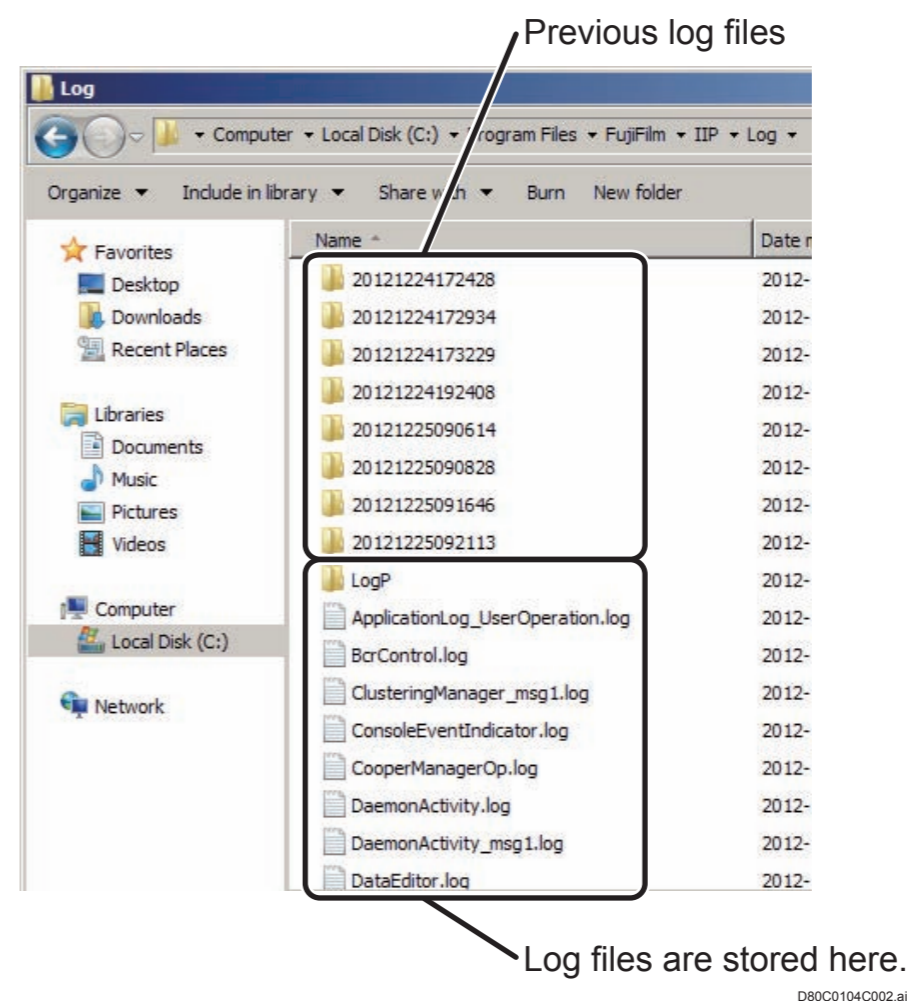 Previous log files
Log
Computer Local Disk (C:) Program Files FujiFilm IIP Log
Organize Include in library Share with Burn New folder
Favorites
Desktop
Downloads
Recent Places
Libraries
Documents
Music
Pictures
Videos
Computer
Local Disk (C:)
Network
Name Date
20121224172428 2012-
20121224172934 2012-
20121224173229 2012-
20121224192408 2012-
20121225090614 2012-
20121225090828 2012-
20121225091646 2012-
20121225092113 2012-
LogP 2012-
ApplicationLog_UserOperation.log 2012-
BcrControl.log 2012-
ClusteringManager_msg1.log 2012-
ConsoleEventIndicator.log 2012-
CooperManagerOp.log 2012-
DaemonActivity.log 2012-
DaemonActivity_msg1.log 2012-
DataEditor.log 2012-
Log files are stored here.
D80C0104C002.ai